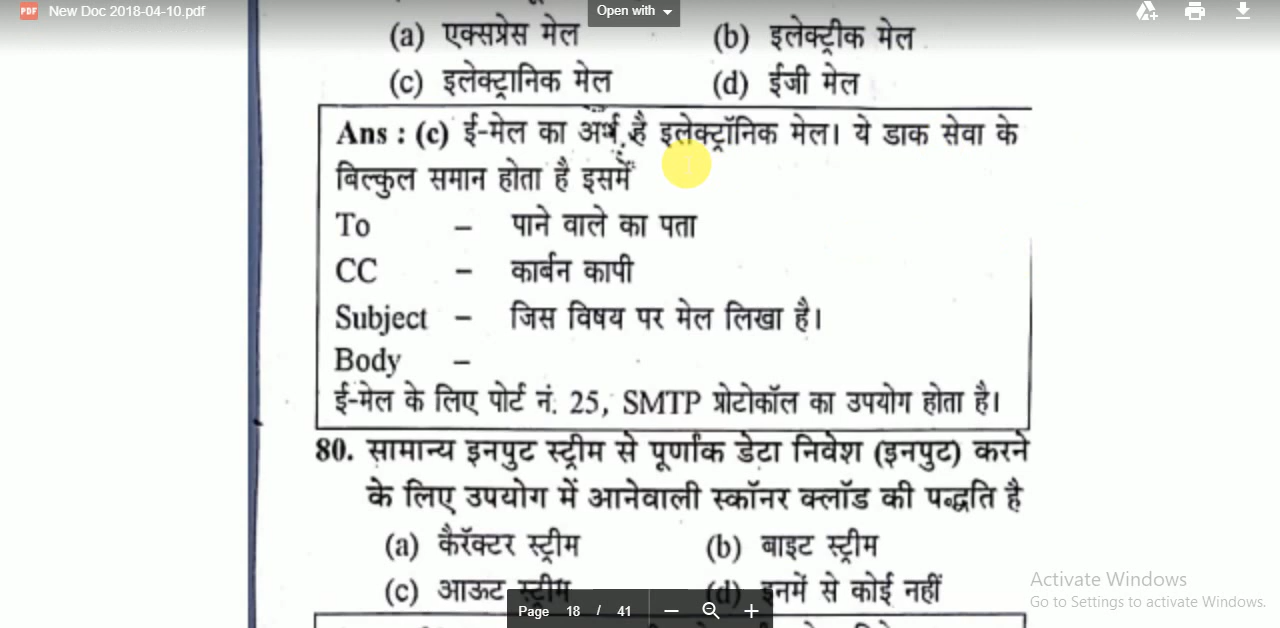 New Doc 2018-04-10.pdf
Open with
(a) एक्सप्रेस मेल (b) इलेक्ट्रीक मेल
(c) इलेक्ट्रानिक मेल (d) ईजी मेल
Ans : (c) ई-मेल का अर्थ है इलेक्ट्रॉनिक मेल। ये डाक सेवा के
बिल्कुल समान होता है इसमें
To – पाने वाले का पता
CC – कार्बन कापी
Subject – जिस विषय पर मेल लिखा है।
Body –
ई-मेल के लिए पोर्ट नं. 25, SMTP प्रोटोकॉल का उपयोग होता है।
80. सामान्य इनपुट स्ट्रीम से पूर्णांक डेटा निवेश (इनपुट) करने
के लिए उपयोग में आनेवाली स्कॉनर क्लॉड की पद्धति है
(a) कैरॅक्टर स्ट्रीम (b) बाइट स्ट्रीम
(c) आऊट स्ट्रीम (d) इनमें से कोई नहीं
Page 18 / 41
Activate Windows
Go to Settings to activate Windows.